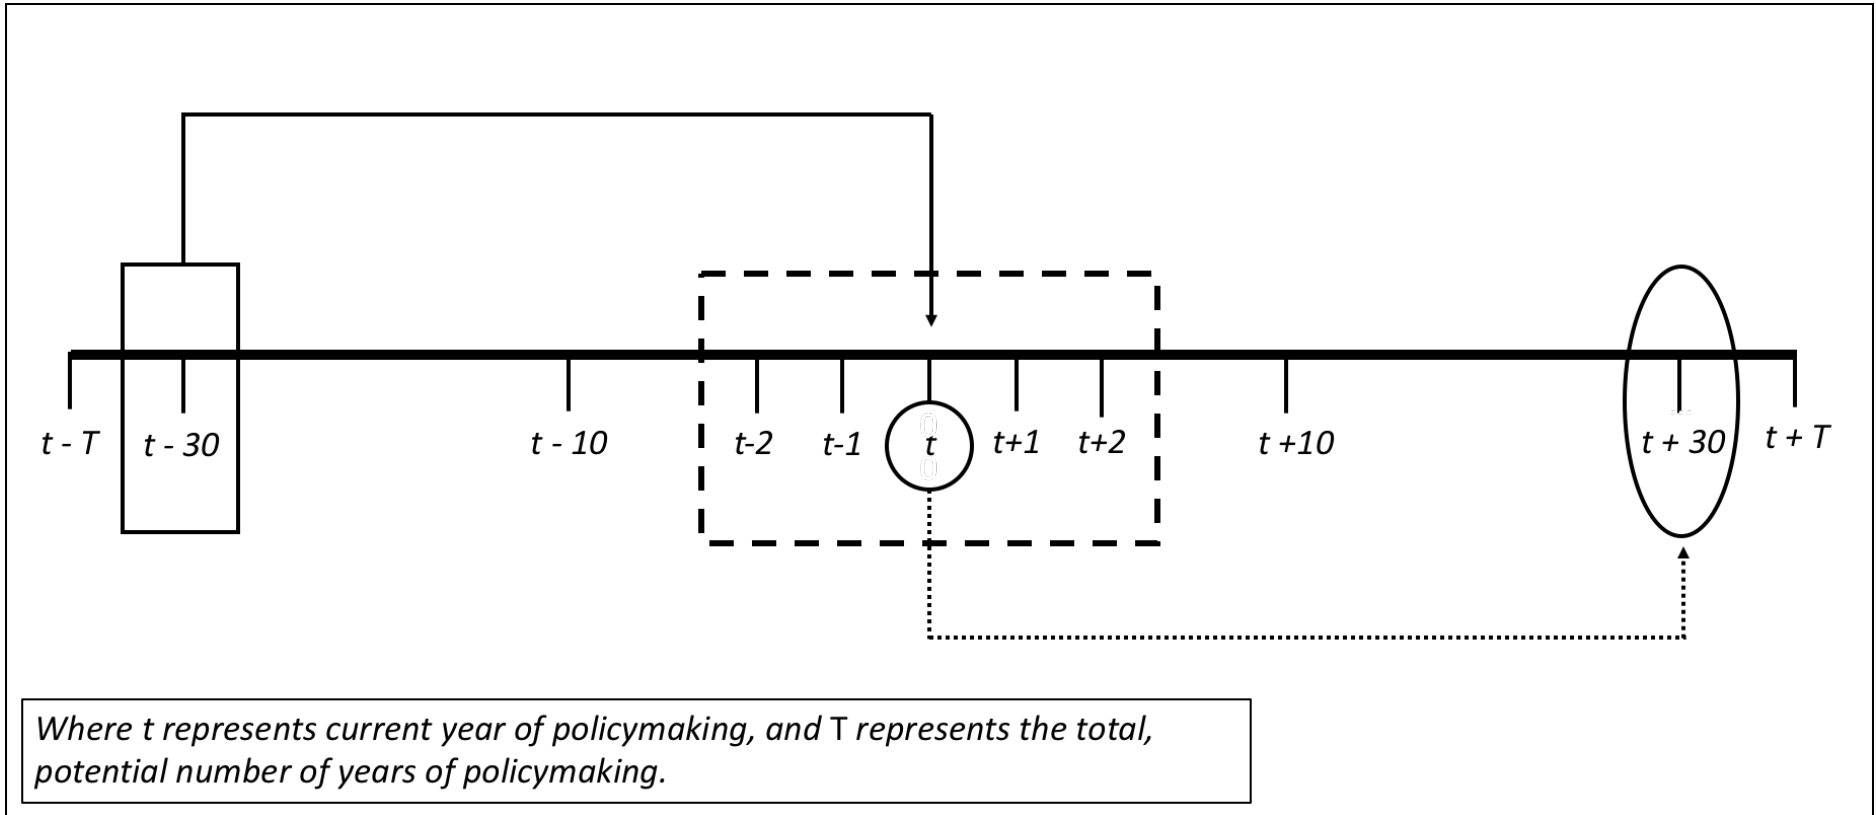 t - T t - 30 t - 10 t-2 t-1 t t+1 t+2 t +10 t + 30 t + T
Where t represents current year of policymaking, and T represents the total,
potential number of years of policymaking.